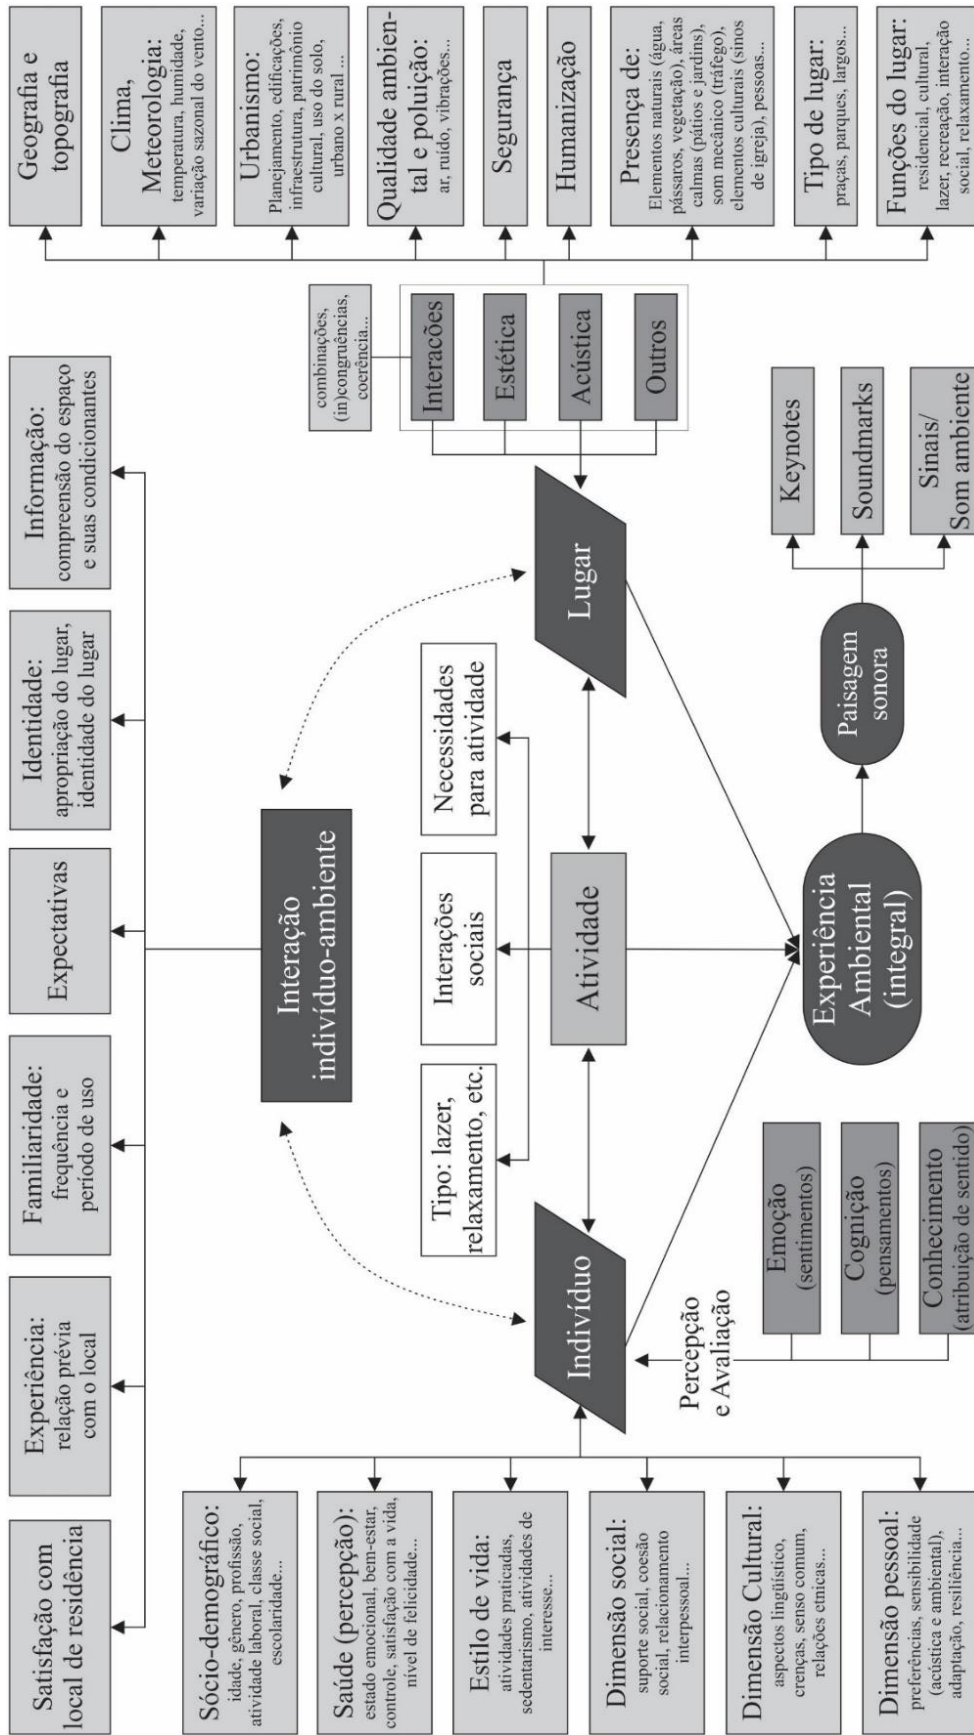 Satisfação com
local de residência
Experiência:
relação prévia
com o local
Familiaridade:
frequência e
período de uso
Expectativas
Identidade:
apropriação do lugar,
identidade do lugar
Informação:
compreensão do espaço
e suas condicionantes
Geografia e
topografia
Clima,
Meteorologia:
temperatura, humidade,
variação sazonal do vento...
Urbanismo:
Planejamento, edificações,
infraestrutura, patrimônio
cultural, uso do solo,
urbano x rural ...
Qualidade ambien-
tal e poluição:
ar, ruído, vibrações...
Segurança
Humanização
Presença de:
Elementos naturais (água,
pássaros, vegetação), áreas
calmas (pátios e jardins),
som mecânico (tráfego),
elementos culturais (sinos
de igreja), pessoas...
Tipo de lugar:
praças, parques, largos...
Funções do lugar:
residencial, cultural,
lazer, recreação, interação
social, relaxamento...
Interação
indivíduo-ambiente
combinações,
(in)congruências,
coerência...
Interacões
Estética
Acústica
Outros
Sócio-demográfico:
idade, gênero, profissão,
atividade laboral, classe social,
escolaridade...
Saúde (percepção):
estado emocional, bem-estar,
controle, satisfação com a vida,
nível de felicidade...
Estilo de vida:
atividades praticadas,
sedentarismo, atividades de
interesse...
Dimensão social:
suporte social, coesão
social, relacionamento
interpessoal...
Dimensão Cultural:
aspectos lingüístico,
crenças, senso comum,
relações etnicas...
Dimensão pessoal:
preferências, sensibilidade
(acústica e ambiental),
adaptação, resiliência...
Tipo: lazer,
relaxamento, etc.
Interações
sociais
Necessidades
para atividade
Indivíduo
Atividade
Lugar
Percepção
e Avaliação
Emoção
(sentimentos)
Cognição
(pensamentos)
Conhecimento
(atribuição de sentido)
Experiência
Ambiental
(integral)
Paisagem
sonora
Keynotes
Soundmarks
Sinais/
Som ambiente